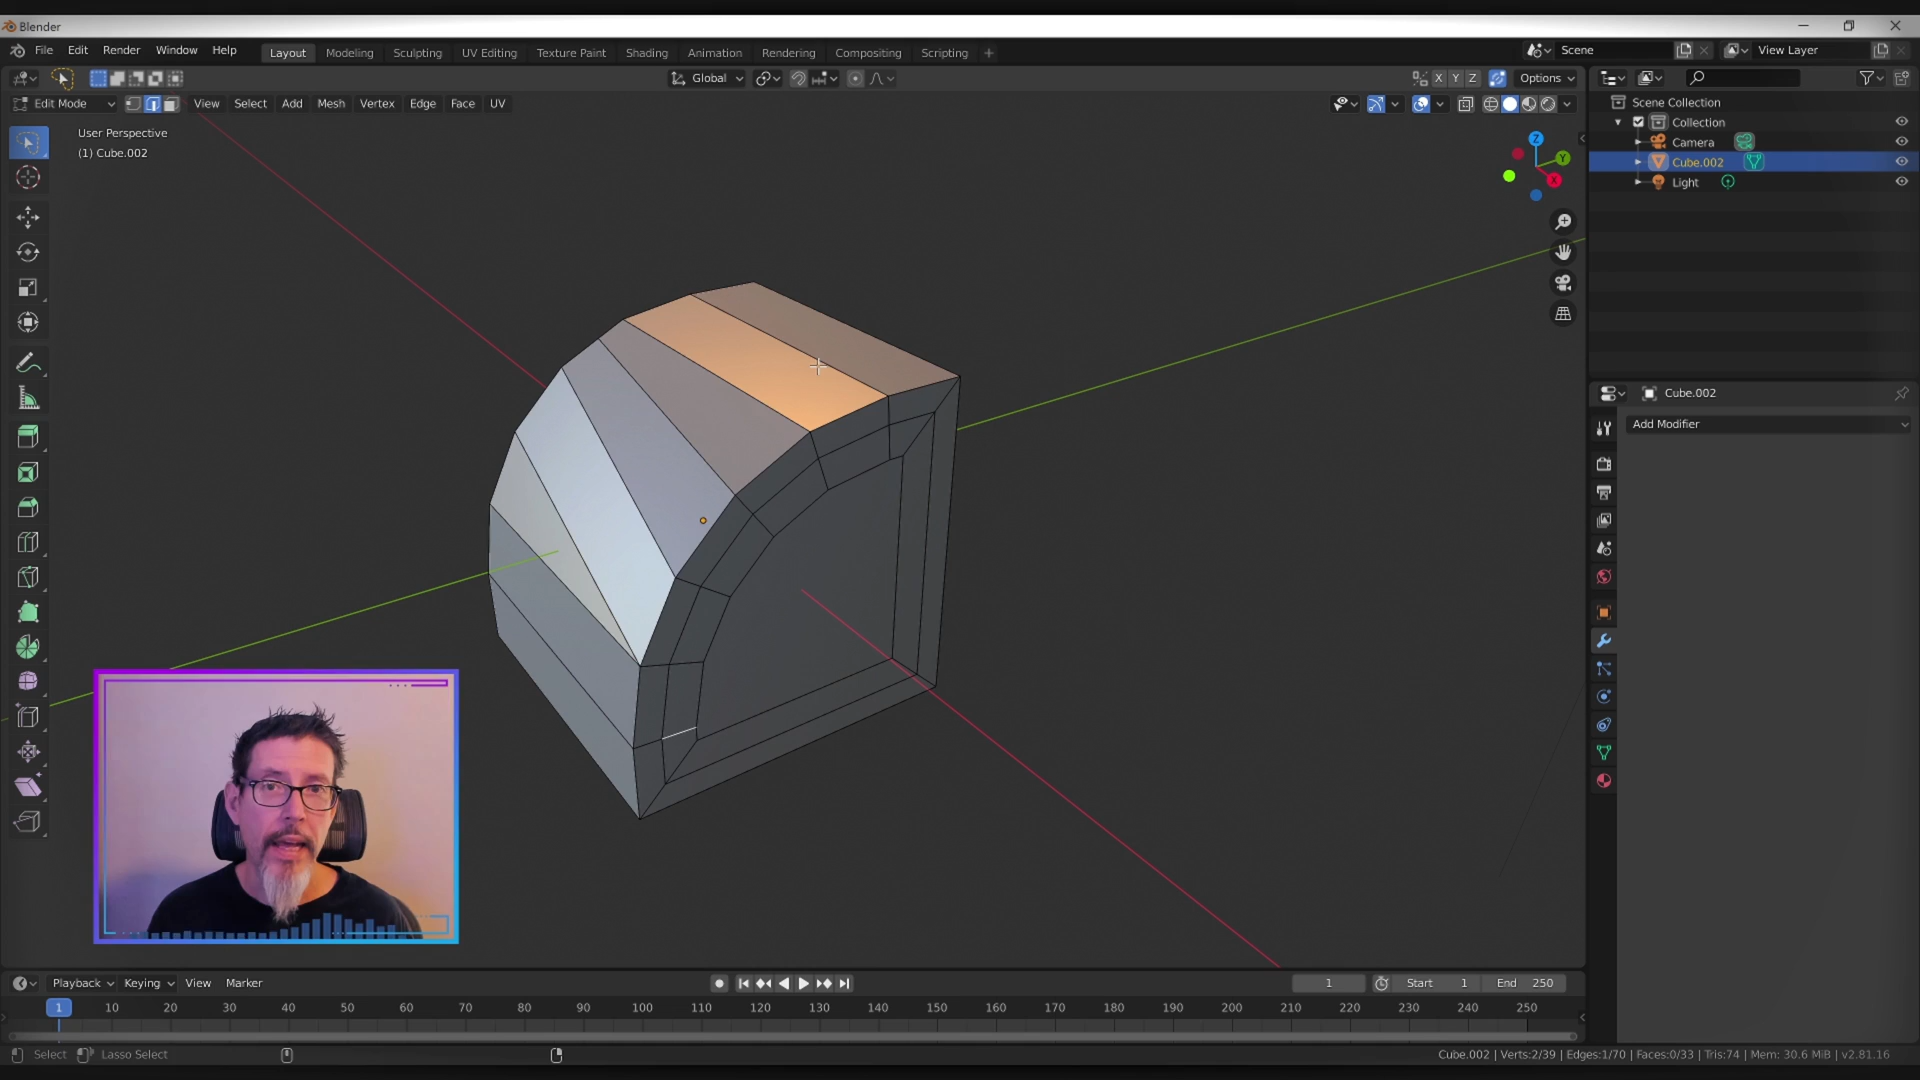 Blender
File Edit Render Window Help
Layout Modeling Sculpting UV Editing Texture Paint Shading Animation Rendering Compositing Scripting +
Scene
View Layer
Global
X Y Z
Options
Edit Mode
View Select Add Mesh Vertex Edge Face UV
User Perspective
(1) Cube.002
Z
Y
X
Scene Collection
Collection
Camera
Cube.002
Light
Cube.002
Add Modifier
Playback Keying View Marker
1
Start 1
End 250
1 10 20 30 40 50 60 70 80 90 100 110 120 130 140 150 160 170 180 190 200 210 220 230 240 250
Select
Lasso Select
Cube.002 | Verts:2/39 | Edges:1/70 | Faces:0/33 | Tris:74 | Mem: 30.6 MiB | v2.81.16